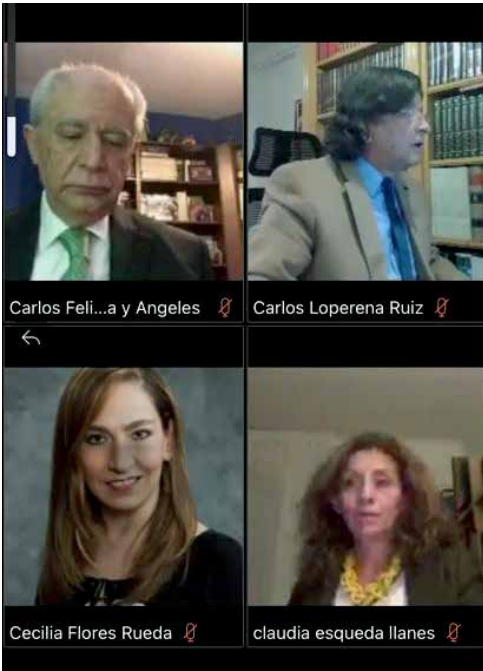 Carlos Feli...a y Angeles
Carlos Loperena Ruiz
Cecilia Flores Rueda
claudia esqueda llanes